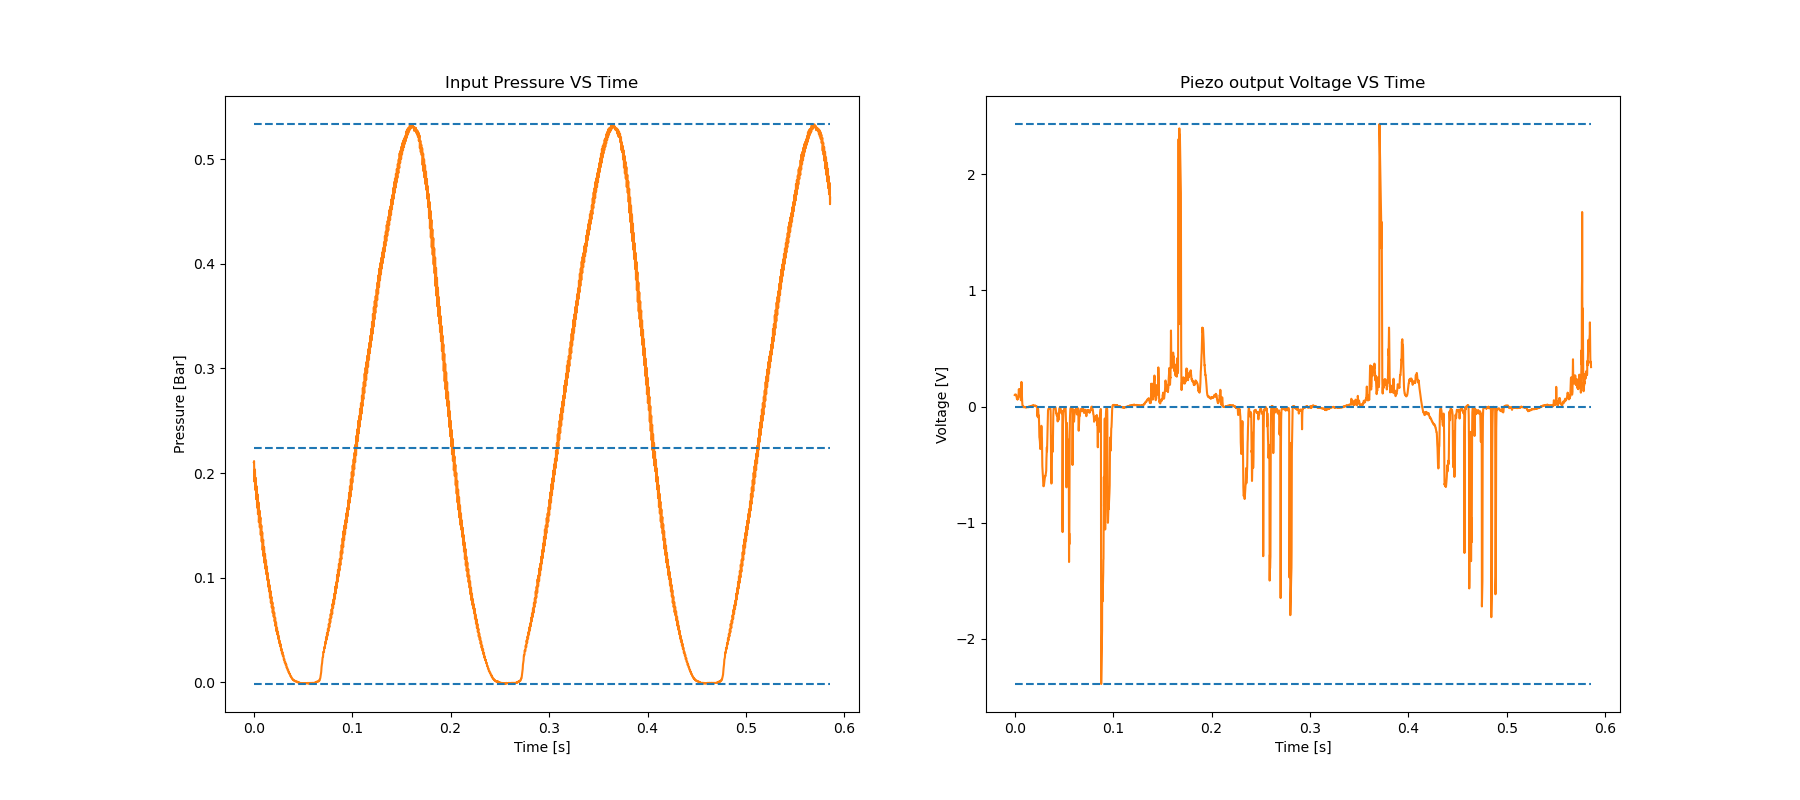 Input Pressure VS Time
Pressure [Bar]
0.5
0.4
0.3
0.2
0.1
0.0
0.0 0.1 0.2 0.3 0.4 0.5 0.6
Time [s]
Piezo output Voltage VS Time
Voltage [V]
2
1
0
−1
−2
0.0 0.1 0.2 0.3 0.4 0.5 0.6
Time [s]